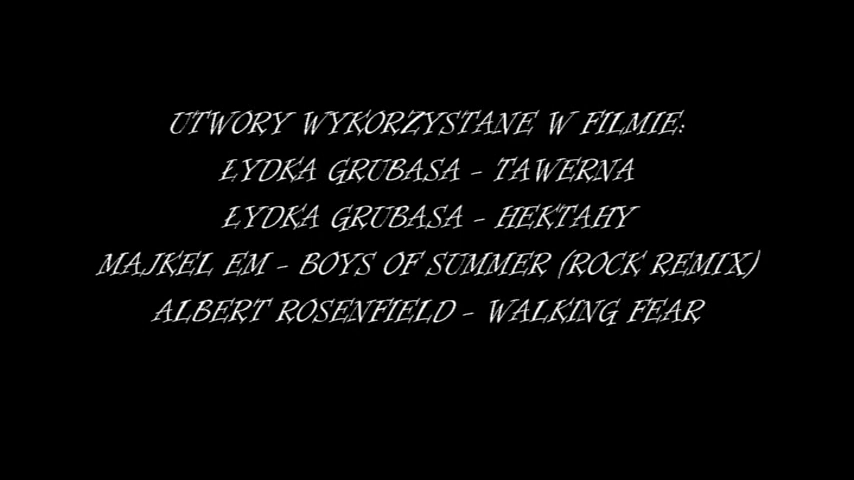 UTWORY WYKORZYSTANE W FILMIE:
ŁYDKA GRUBASA - TAWERNA
ŁYDKA GRUBASA - HEKTAHY
MAJKEL EM - BOYS OF SUMMER (ROCK REMIX)
ALBERT ROSENFIELD - WALKING FEAR